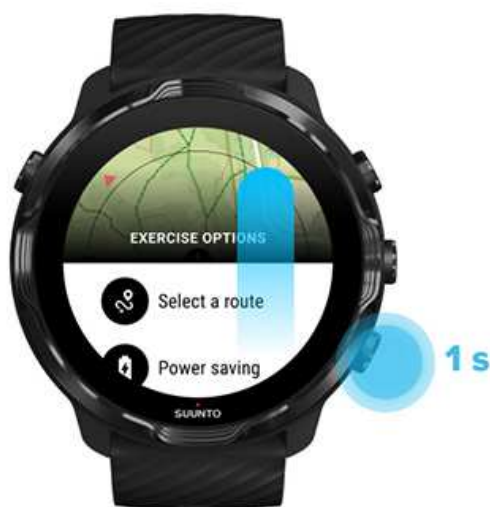 EXERCISE OPTIONS
Select a route
Power saving
SUUNTO
1 s